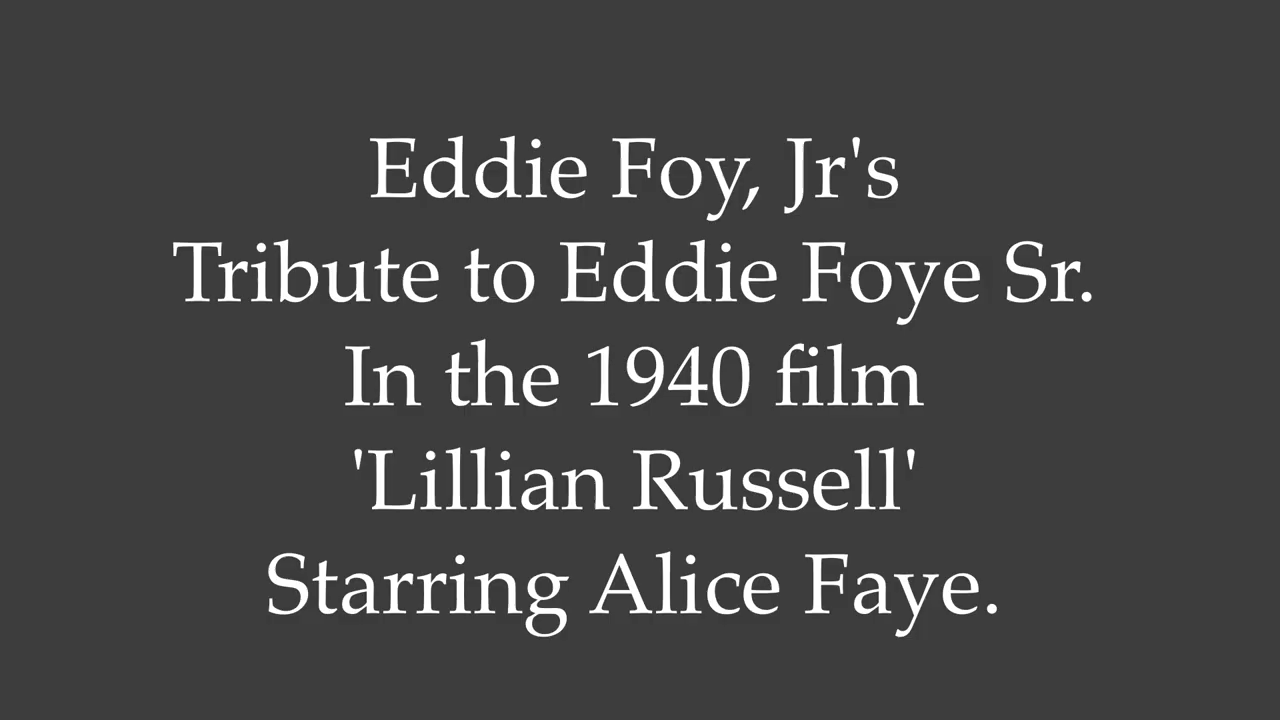 Eddie Foy, Jr's
Tribute to Eddie Foye Sr.
In the 1940 film
'Lillian Russell'
Starring Alice Faye.